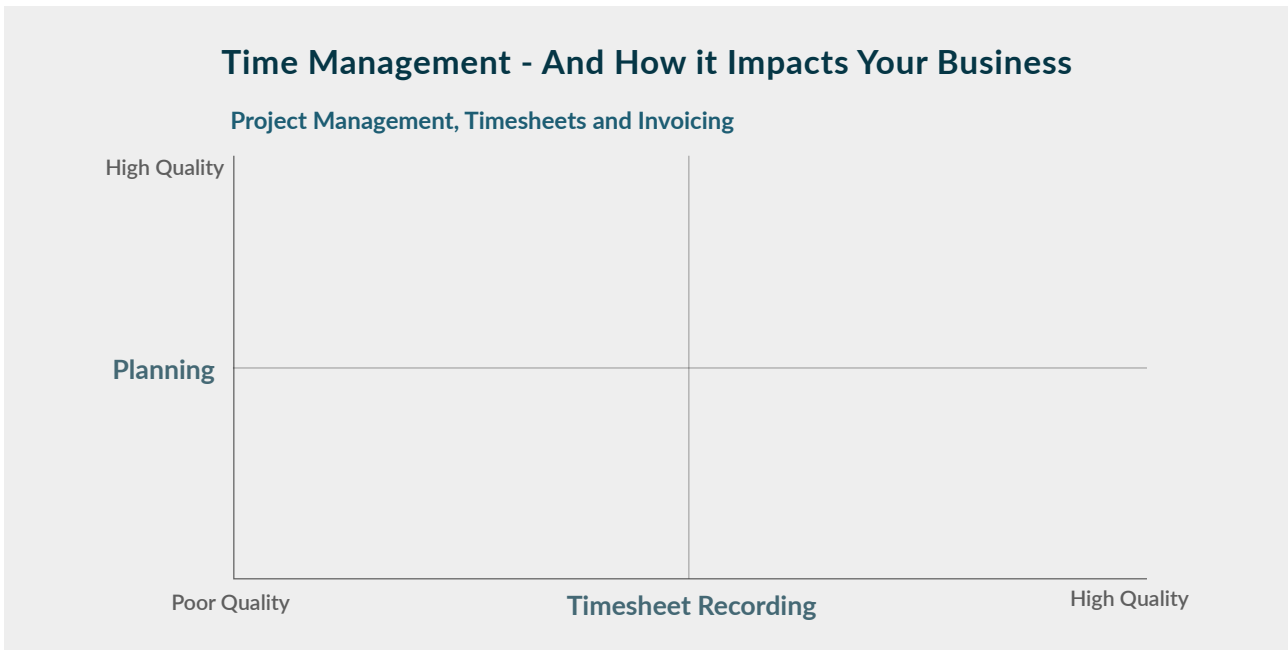 Time Management - And How it Impacts Your Business
Project Management, Timesheets and Invoicing
High Quality
Planning
Poor Quality
Timesheet Recording
High Quality